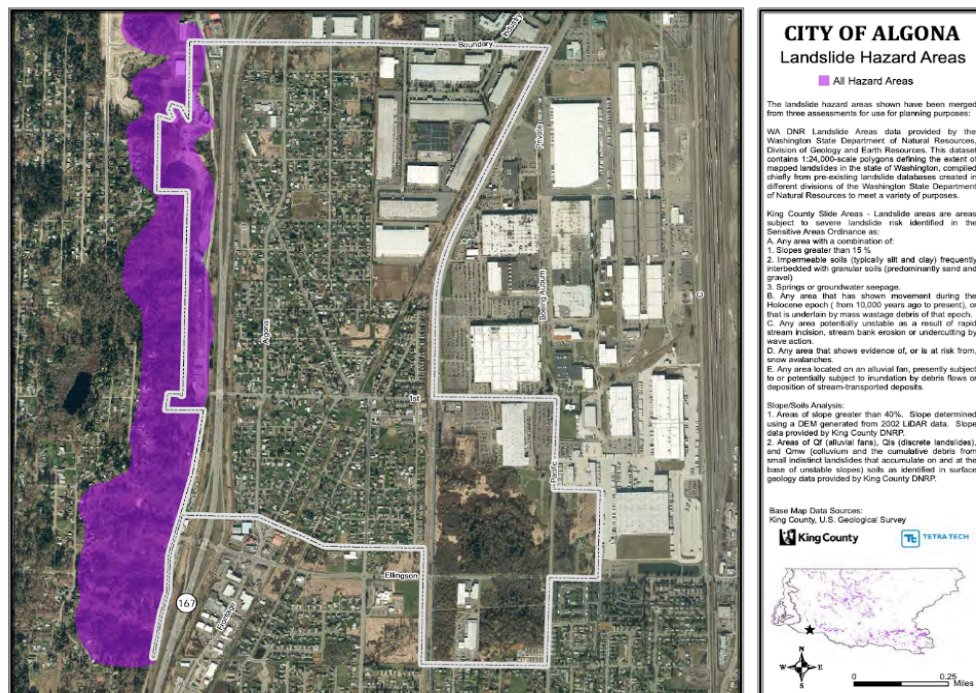 CITY OF ALGONA
Landslide Hazard Areas
All Hazard Areas
The landslide hazard areas shown have been merged
from three assessments for use for planning purposes:
WA DNR Landslide Areas data provided by the
Washington State Department of Natural Resources,
Division of Geology and Earth Resources. This dataset
contains 1:24,000-scale polygons defining the extent of
mapped landslides in the state of Washington, compiled
chiefly from pre-existing landslide databases created in
different divisions of the Washington State Department
of Natural Resources to meet a variety of purposes.
King County Slide Areas - Landslide areas are areas
subject to severe landslide risk identified in the
Sensitive Areas Ordinance as:
A. Any area with a combination of:
1. Slopes greater than 15 %
2. Impermeable soils (typically silt and clay) frequently
interbedded with granular soils (predominantly sand and
gravel)
3. Springs or groundwater seepage.
B. Any area that has shown movement during the
Holocene epoch ( from 10,000 years ago to present), or
that is underlain by mass wastage debris of that epoch.
C. Any area potentially unstable as a result of rapid
stream incision, stream bank erosion or undercutting by
wave action.
D. Any area that shows evidence of, or is at risk from,
snow avalanches.
E. Any area located on an alluvial fan, presently subject
to or potentially subject to inundation by debris flows or
deposition of stream-transported deposits.
Slope/Soils Analysis:
1. Areas of slope greater than 40%. Slope determined
using a DEM generated from 2002 LiDAR data. Slope
data provided by King County DNRP.
2. Areas of Qf (alluvial fans), Qls (discrete landslides),
and Qmw (colluvium and the cumulative debris from
small indistinct landslides that accumulate on and at the
base of unstable slopes) soils as identified in surface
geology data provided by King County DNRP.
Base Map Data Sources:
King County, U.S. Geological Survey
King County
Tt TETRA TECH
N
W E
S
0 0.25
Miles
Industry
Boundary
Private
Boeing Auburn
C
Algona
1st
Pacific
Ellingson
167
Frontage